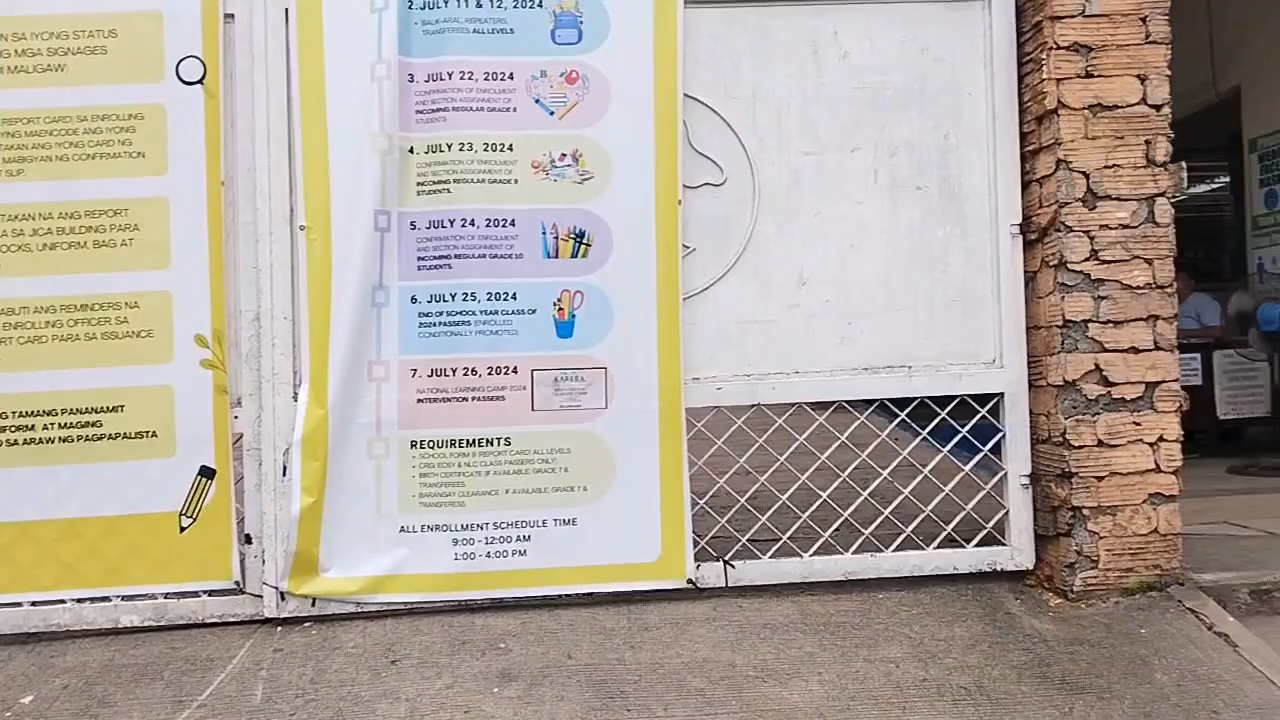 N SA IYONG STATUS
NG MGA SIGNAGES
MALIGAW)
REPORT CARD) SA ENROLLING
YING MAENCODE ANG IYONG
TAKAN ANG IYONG CARD NG
MABIGYAN NG CONFIRMATION
SLIP.
TAKAN NA ANG REPORT
A SA JICA BUILDING PARA
OCKS, UNIFORM, BAG AT
ABUTI ANG REMINDERS NA
ENROLLING OFFICER SA
RT CARD PARA SA ISSUANCE
G TAMANG PANANAMIT
IFORM) AT MAGING
O SA ARAW NG PAGPAPALISTA
2. JULY 11 & 12, 2024
• BALIK-ARAL, REPEATERS,
TRANSFEREES ALL LEVELS
3. JULY 22, 2024
CONFIRMATION OF ENROLMENT
AND SECTION ASSIGNMENT OF
INCOMING REGULAR GRADE 8
STUDENTS
4. JULY 23, 2024
CONFIRMATION OF ENROLMENT
AND SECTION ASSIGNMENT OF
INCOMING REGULAR GRADE 9
STUDENTS.
5. JULY 24, 2024
CONFIRMATION OF ENROLMENT
AND SECTION ASSIGNMENT OF
INCOMING REGULAR GRADE 10
STUDENTS.
6. JULY 25, 2024
END OF SCHOOL YEAR CLASS OF
2024 PASSERS (ENROLLED
CONDITIONALLY PROMOTED)
7. JULY 26, 2024
NATIONAL LEARNING CAMP 2024
INTERVENTION PASSERS
REQUIREMENTS
• SCHOOL FORM 9 (REPORT CARD) ALL LEVELS
• CRG( EOSY & NLC CLASS PASSERS ONLY)
• BIRTH CERTIFICATE (IF AVAILABLE) GRADE 7 &
TRANSFEREES
• BARANGAY CLEARANCE ( IF AVAILABLE) GRADE 7 &
TRANSFERESS
ALL ENROLLMENT SCHEDULE TIME
9:00 - 12:00 AM
1:00 - 4:00 PM